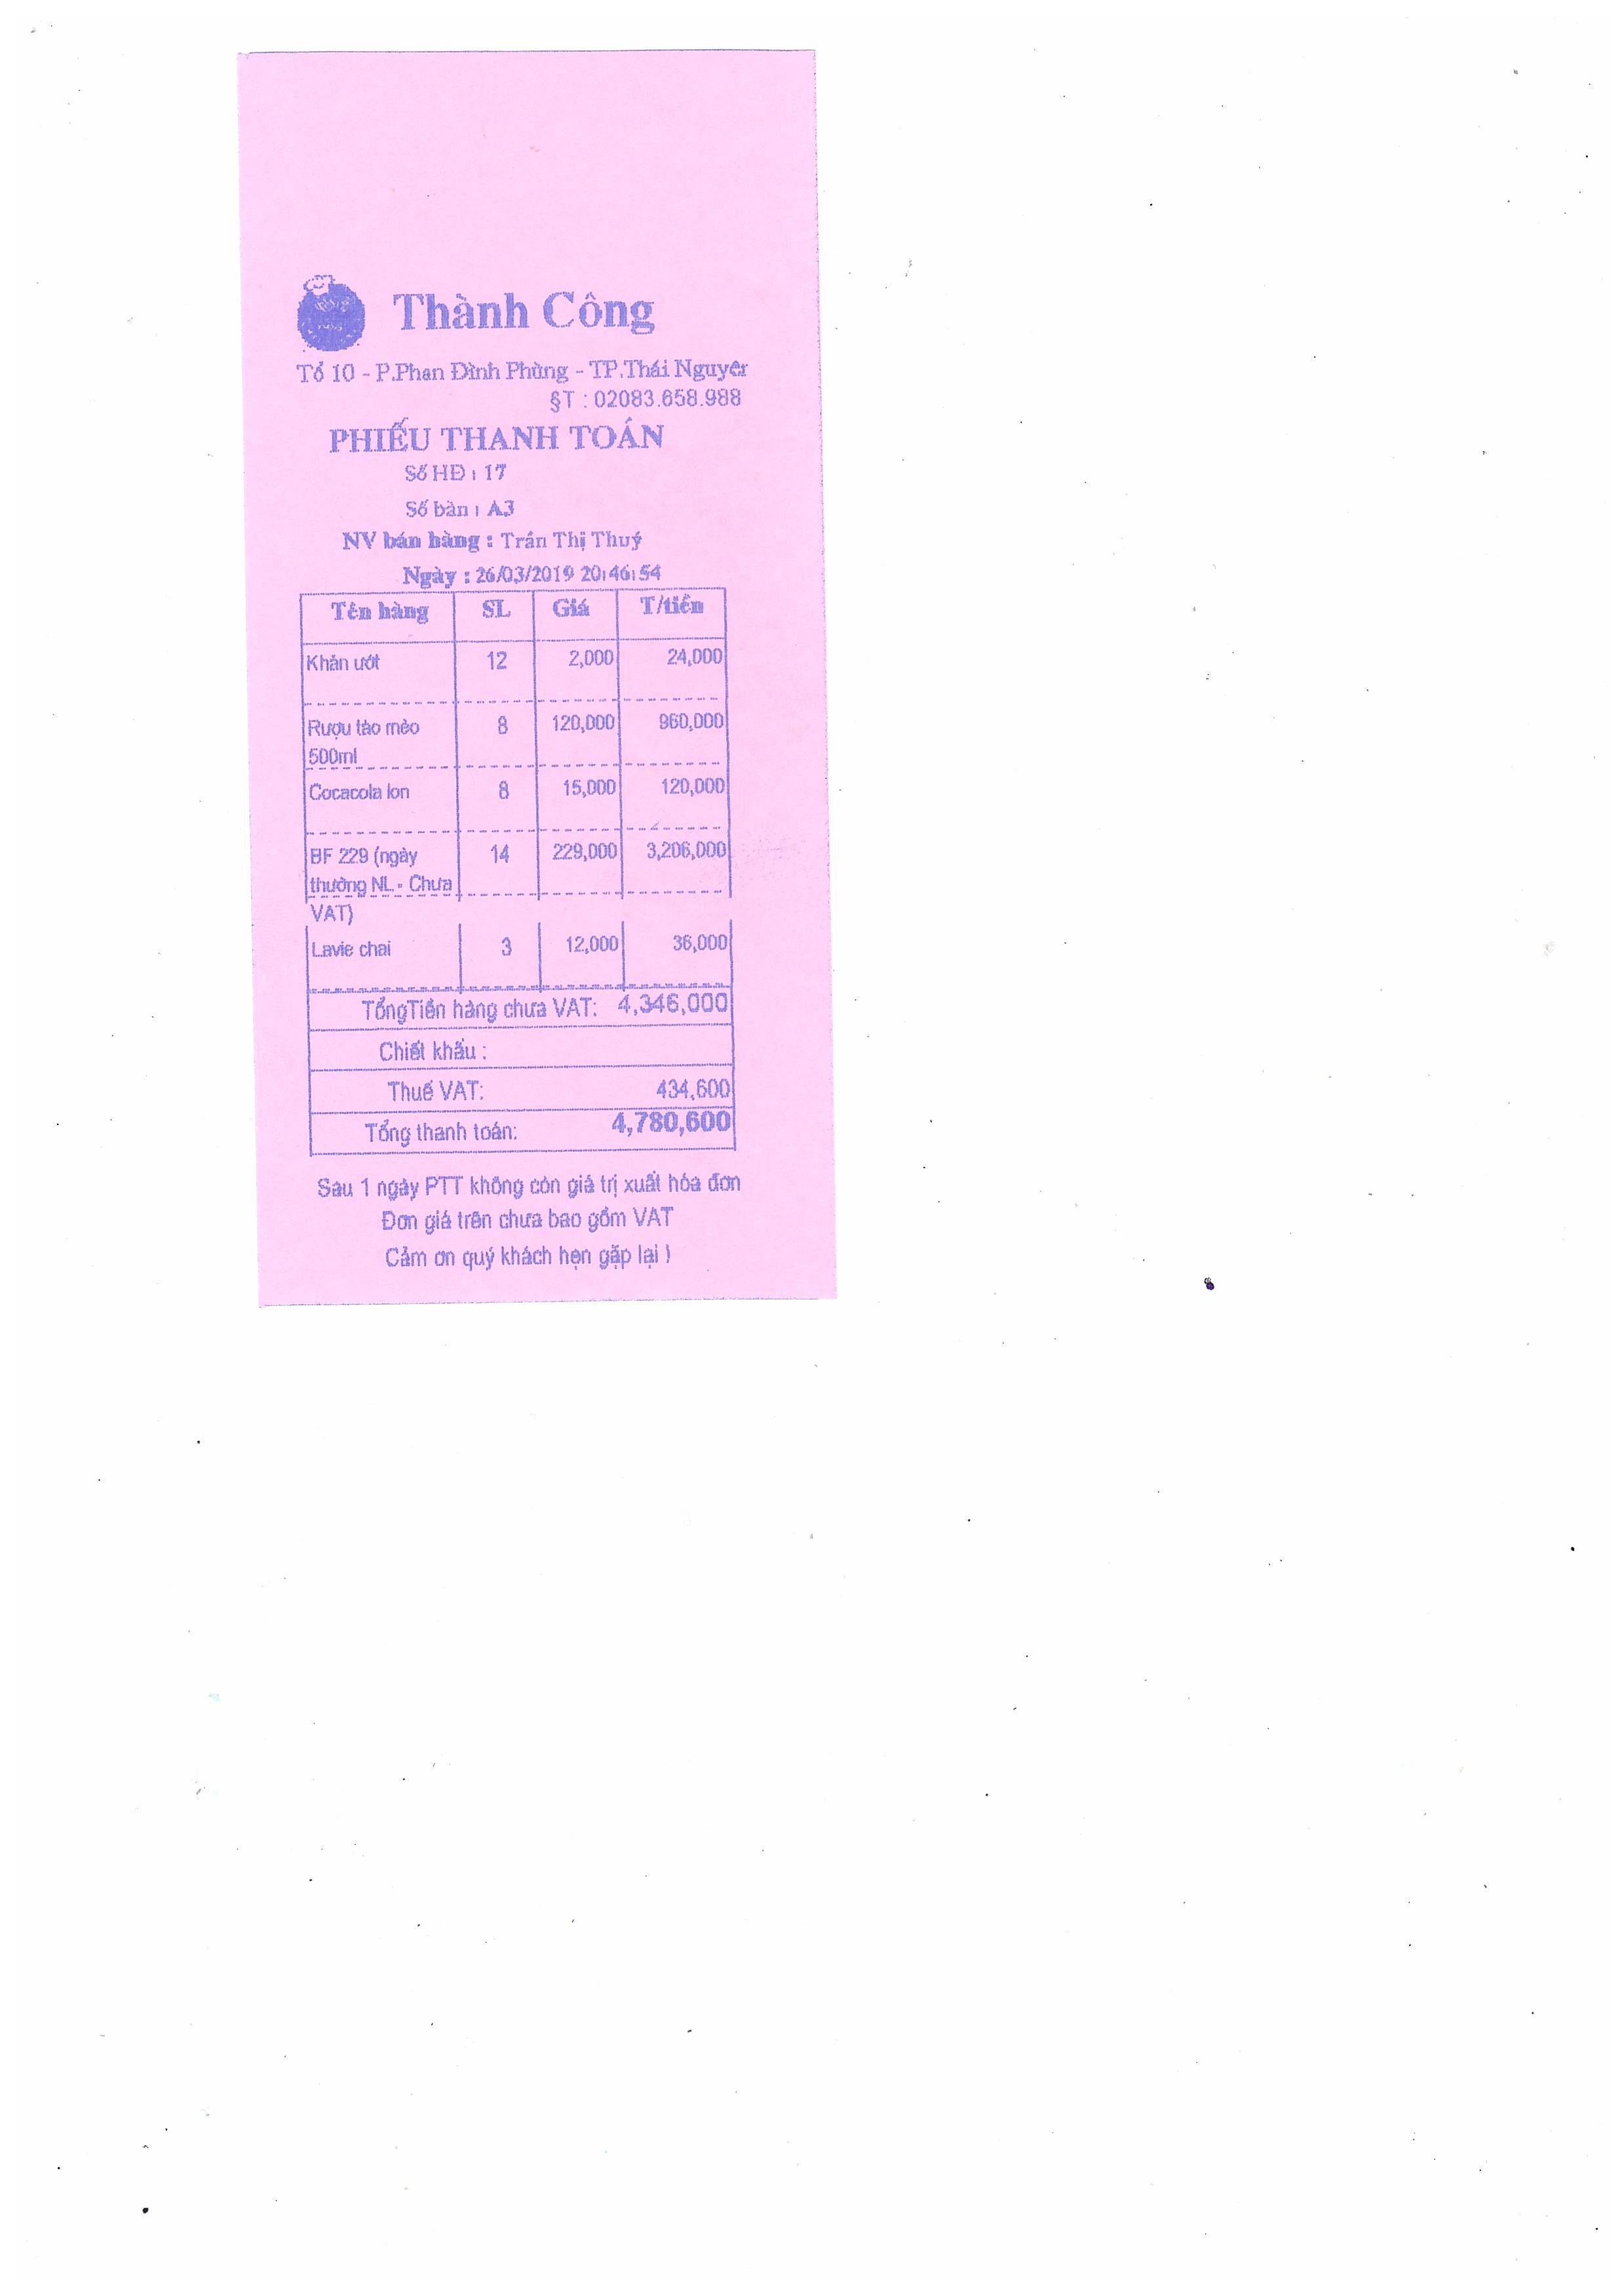 Thành Công
Tổ 10 - P.Phan Đình Phùng - TP.Thái Nguyên
§T : 02083.658.988
PHIẾU THANH TOÁN
Số HĐ : 17
Số bàn : A3
NV bán hàng : Trần Thị Thuý
Ngày : 26/03/2019 20:46:54
Tên hàng SL Giá T/tiền
Khăn ướt 12 2,000 24,000
Rượu táo mèo 8 120,000 960,000
500ml
Cocacola lon 8 15,000 120,000
BF 229 (ngày 14 229,000 3,206,000
thường NL - Chưa
VAT)
Lavie chai 3 12,000 36,000
TổngTiền hàng chưa VAT: 4,346,000
Chiết khấu :
Thuế VAT: 434,600
Tổng thanh toán: 4,780,600
Sau 1 ngày PTT không còn giá trị xuất hóa đơn
Đơn giá trên chưa bao gồm VAT
Cảm ơn quý khách hẹn gặp lại !